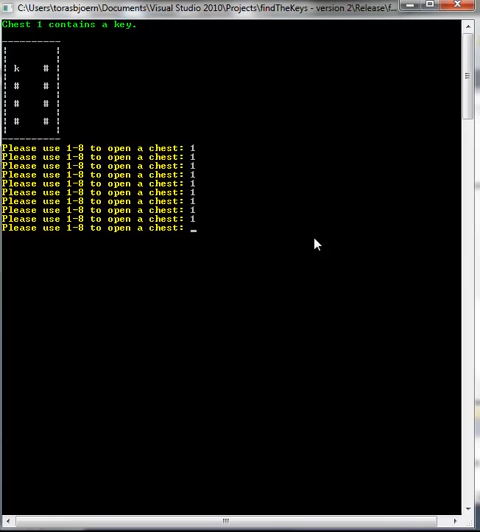 C:\Users\torasbjoern\Documents\Visual Studio 2010\Projects\findTheKeys - version 2\Release\f...
Chest 1 contains a key.
k #
# #
# #
# #
Please use 1-8 to open a chest: 1
Please use 1-8 to open a chest: 1
Please use 1-8 to open a chest: 1
Please use 1-8 to open a chest: 1
Please use 1-8 to open a chest: 1
Please use 1-8 to open a chest: 1
Please use 1-8 to open a chest: 1
Please use 1-8 to open a chest: 1
Please use 1-8 to open a chest: 1
Please use 1-8 to open a chest: _